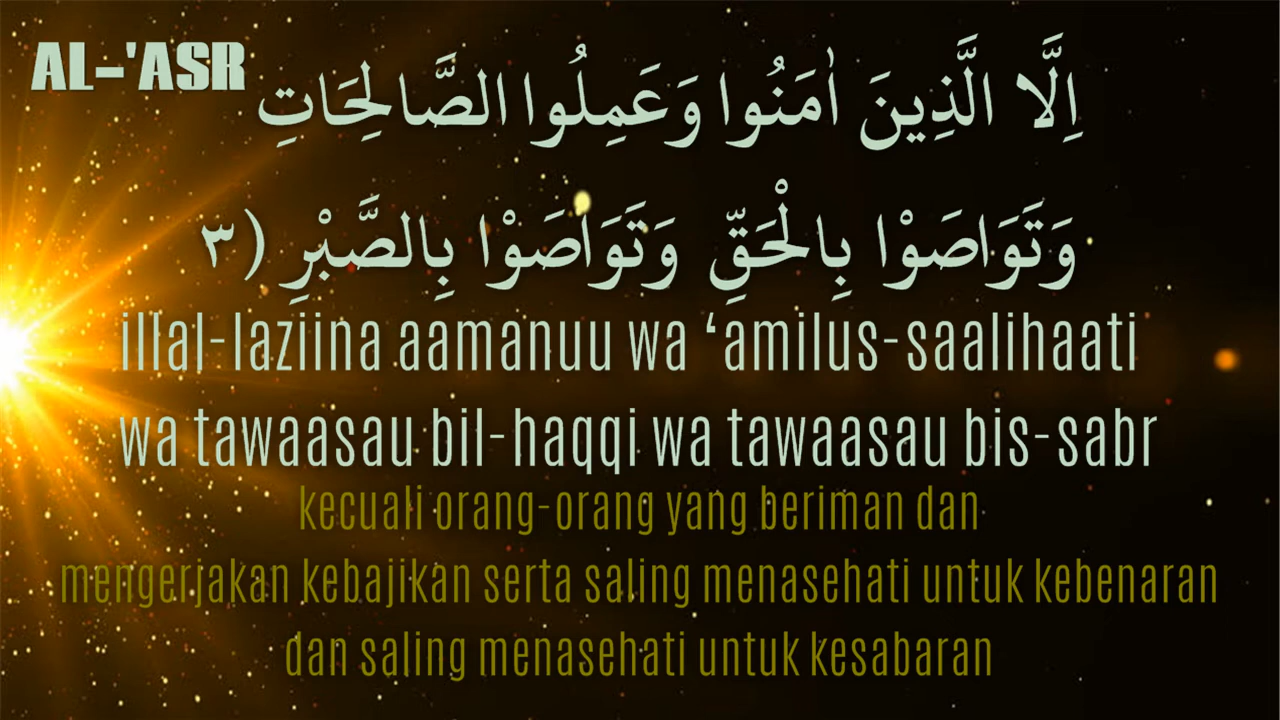 AL-'ASR
اِلَّا الَّذِينَ اٰمَنُوا وَعَمِلُوا الصَّالِحَاتِ
وَتَوَاصَوْا بِالْحَقِّ وَتَوَاصَوْا بِالصَّبْرِ (٣
illal-laziina aamanuu wa ‘amilus-saalihaati
wa tawaasau bil-haqqi wa tawaasau bis-sabr
kecuali orang-orang yang beriman dan
mengerjakan kebajikan serta saling menasehati untuk kebenaran
dan saling menasehati untuk kesabaran